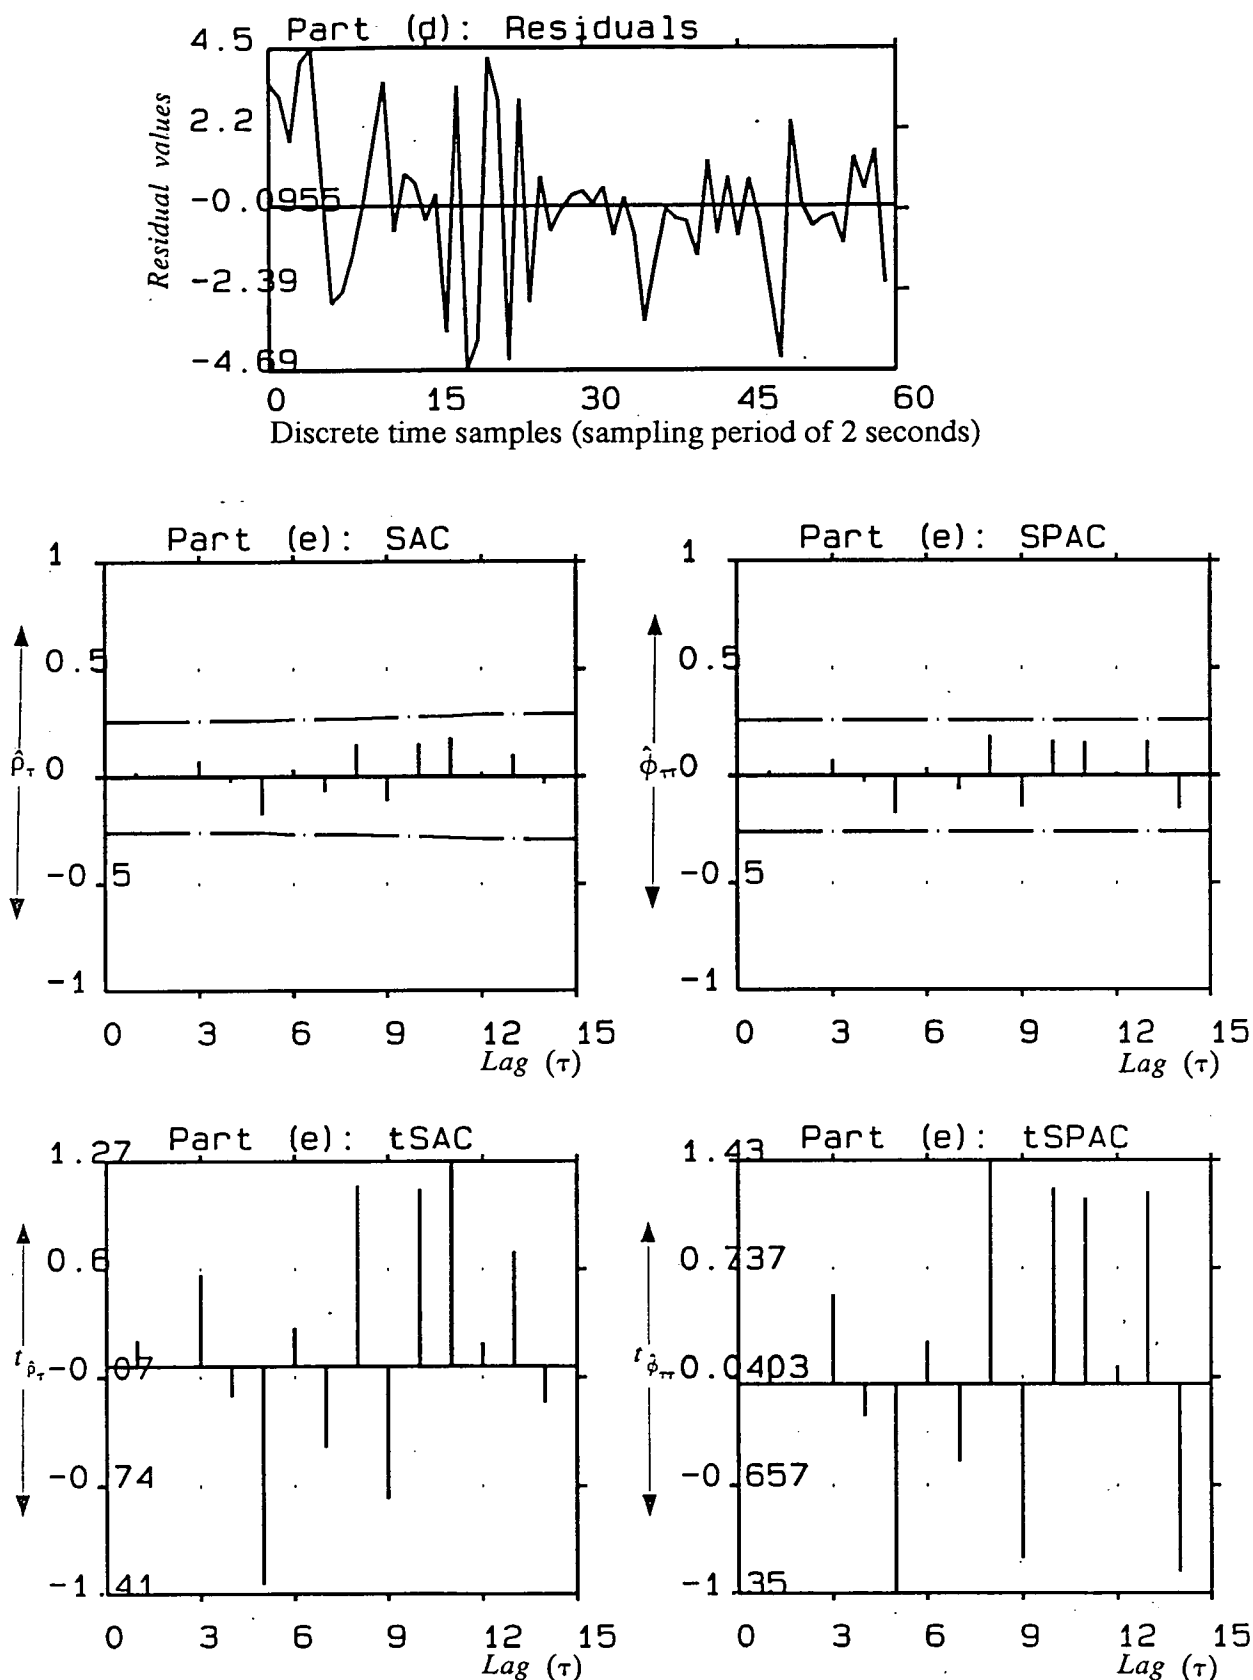 Part (d): Residuals
4.5
2.2
-0.0955
-2.39
-4.69
Residual values
0 15 30 45 60
Discrete time samples (sampling period of 2 seconds)
Part (e): SAC
1
0.5
0
-0.5
-1
ρ̂τ
0 3 6 9 12 15
Lag (τ)
Part (e): SPAC
1
0.5
0
-0.5
-1
ϕ̂ττ
0 3 6 9 12 15
Lag (τ)
Part (e): tSAC
1.27
0.6
-0.07
-0.74
-1.41
tρ̂τ
0 3 6 9 12 15
Lag (τ)
Part (e): tSPAC
1.43
0.737
0.0403
-0.657
-1.35
tϕ̂ττ
0 3 6 9 12 15
Lag (τ)